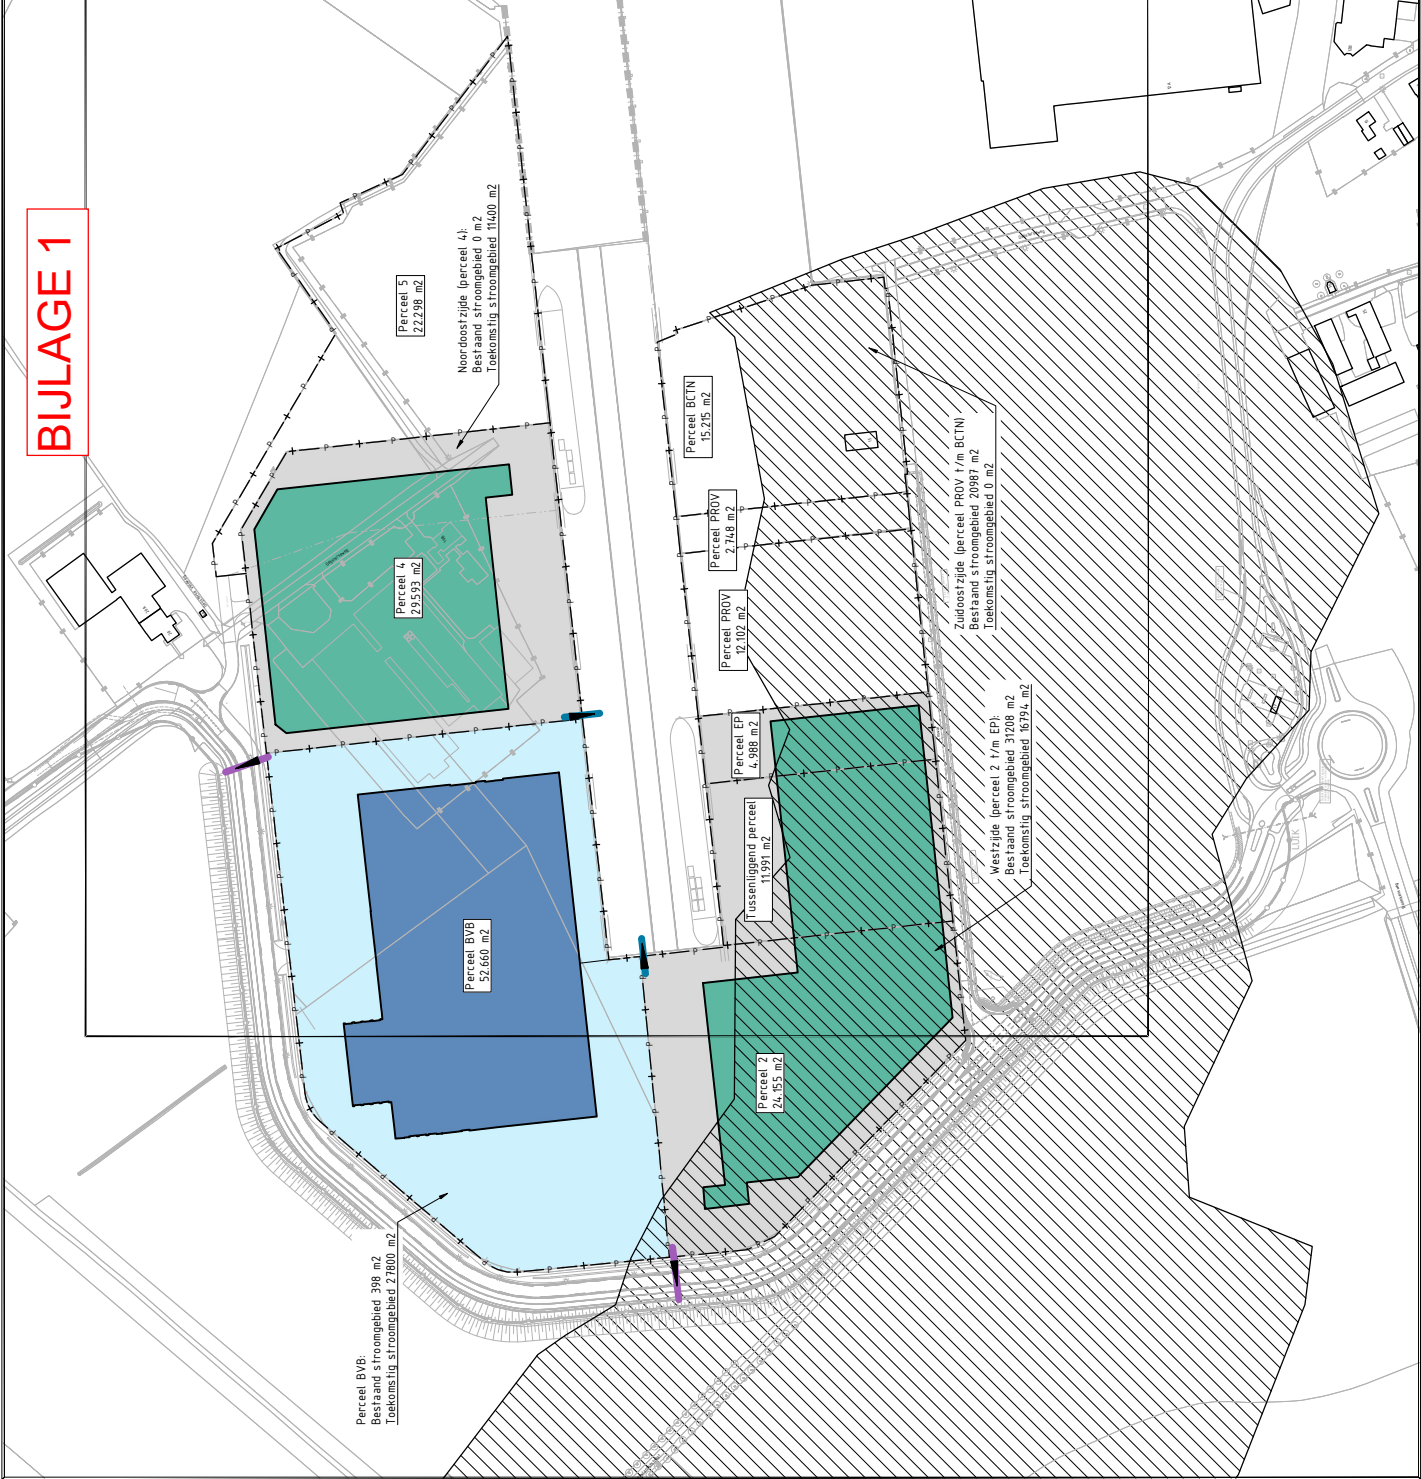 BIJLAGE 1
Perceel 5
22.298 m2
Noordoostzijde (perceel 4):
Bestaand stroomgebied 0 m2
Toekomstig stroomgebied 11400 m2
Perceel BCTN
15.215 m2
Perceel PROV
2.748 m2
Perceel 4
29.593 m2
Perceel PROV
12.102 m2
Zuidoostzijde (perceel PROV t/m BCTN)
Bestaand stroomgebied 20987 m2
Toekomstig stroomgebied 0 m2
Perceel EP
4.988 m2
Westzijde (perceel 2 t/m EP):
Bestaand stroomgebied 31208 m2
Toekomstig stroomgebied 16794 m2
Tussenliggend perceel
11.991 m2
Perceel BVB
52.660 m2
Perceel 2
24.155 m2
Perceel BVB:
Bestaand stroomgebied 398 m2
Toekomstig stroomgebied 27800 m2